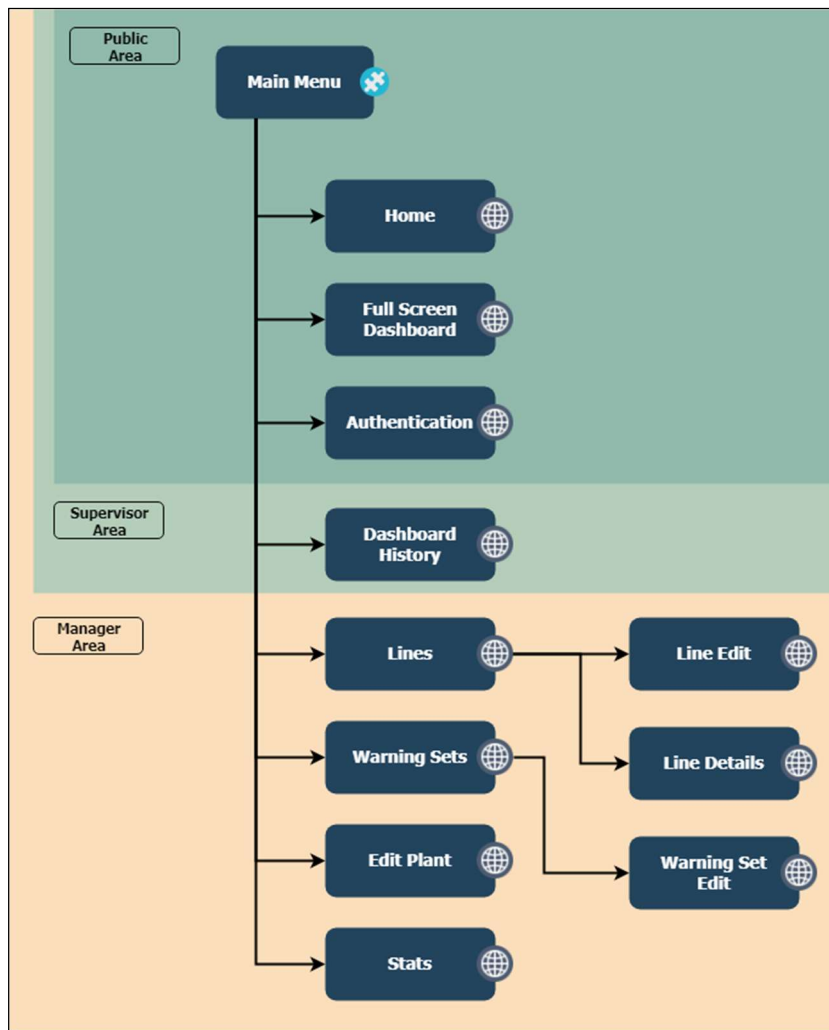 Public
Area
Main Menu
Home
Full Screen
Dashboard
Authentication
Supervisor
Area
Dashboard
History
Manager
Area
Lines
Line Edit
Warning Sets
Line Details
Edit Plant
Warning Set
Edit
Stats